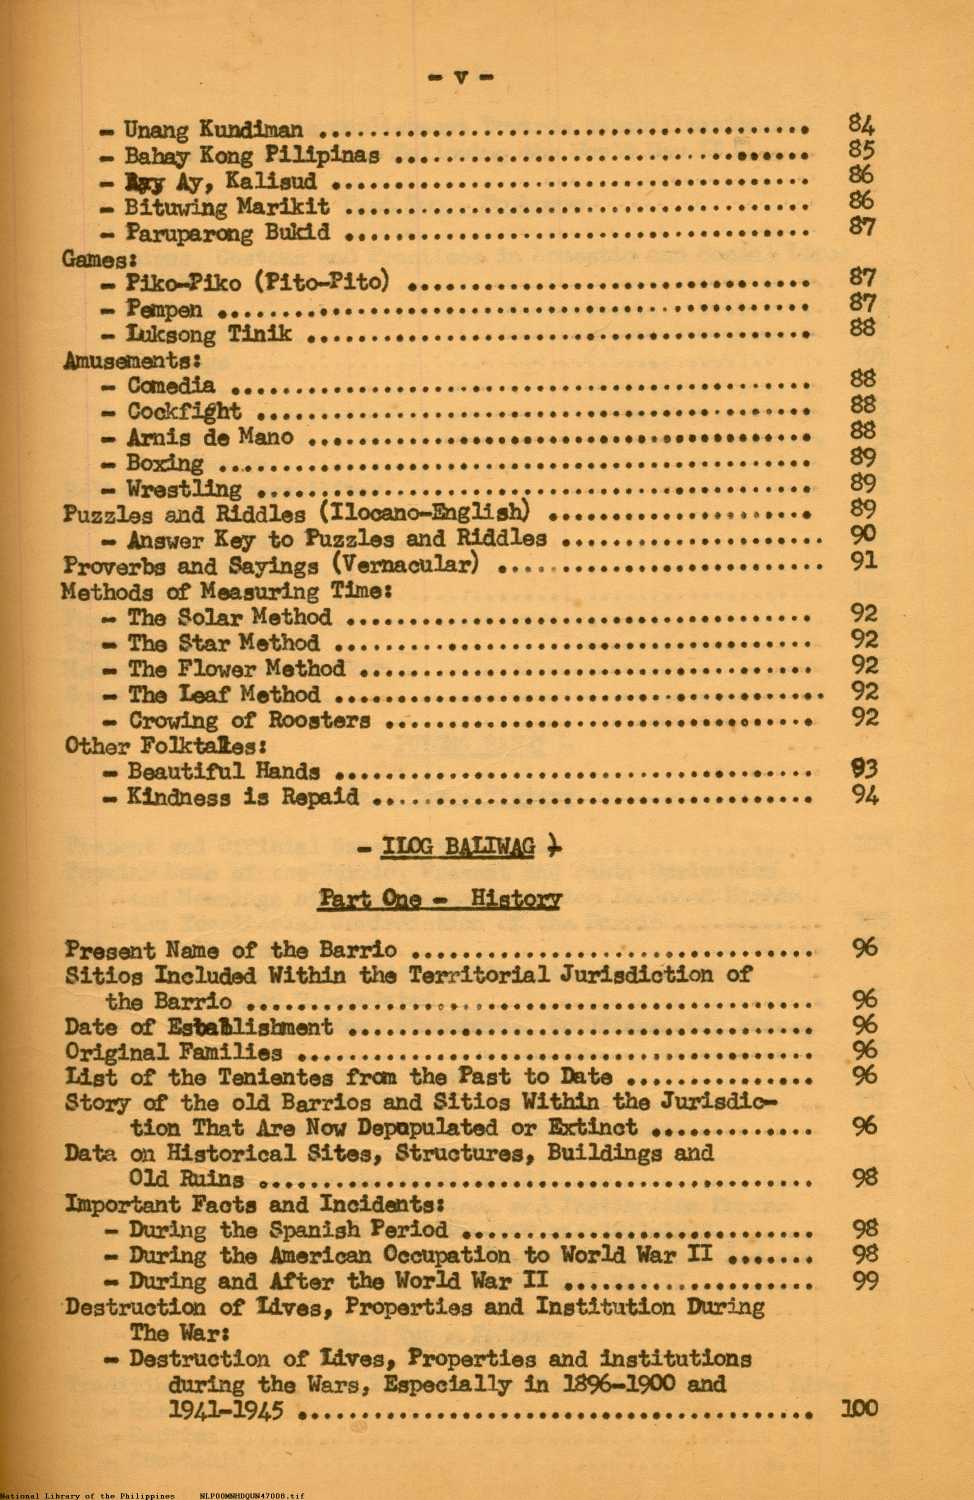 - v -
- Unang Kundiman ....................................... 84
- Bahay Kong Pilipinas ................................. 85
- Ay Ay, Kalisud ...................................... 86
- Bituwing Marikit ..................................... 86
- Paruparong Bukid ..................................... 87
Games:
- Piko-Piko (Pito-Pito) ................................ 87
- Pempen ............................................... 87
- Luksong Tinik ........................................ 88
Amusements:
- Comedia .............................................. 88
- Cockfight ............................................ 88
- Arnis de Mano ........................................ 88
- Boxing ............................................... 89
- Wrestling ............................................ 89
Puzzles and Riddles (Ilocano-English) ..................... 89
- Answer Key to Puzzles and Riddles ..................... 90
Proverbs and Sayings (Vernacular) .......................... 91
Methods of Measuring Time:
- The Solar Method ..................................... 92
- The Star Method ...................................... 92
- The Flower Method .................................... 92
- The Leaf Method ....................................... 92
- Crowing of Roosters .................................. 92
Other Folktales:
- Beautiful Hands ...................................... 93
- Kindness is Repaid ................................... 94
- ILOG BALIWAG )-
Part One - History
Present Name of the Barrio ................................ 96
Sitios Included Within the Territorial Jurisdiction of
the Barrio ............................................. 96
Date of Establishment ..................................... 96
Original Families ......................................... 96
List of the Tenientes from the Past to Date ............... 96
Story of the old Barrios and Sitios Within the Jurisdic-
tion That Are Now Depopulated or Extinct ............. 96
Data on Historical Sites, Structures, Buildings and
Old Ruins ............................................ 98
Important Facts and Incidents:
- During the Spanish Period ............................ 98
- During the American Occupation to World War II ....... 98
- During and After the World War II .................... 99
Destruction of Lives, Properties and Institution During
The War:
- Destruction of Lives, Properties and institutions
during the Wars, Especially in 1896-1900 and
1941-1945 ......................................... 100
National Library of the Philippines NLP00MNHDQUN47008.tif